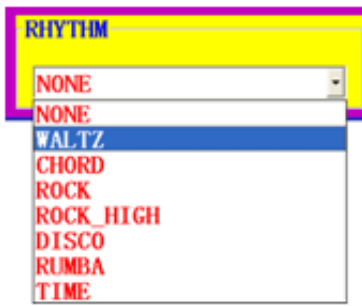 RHYTHM
NONE
NONE
WALTZ
CHORD
ROCK
ROCK_HIGH
DISCO
RUMBA
TIME